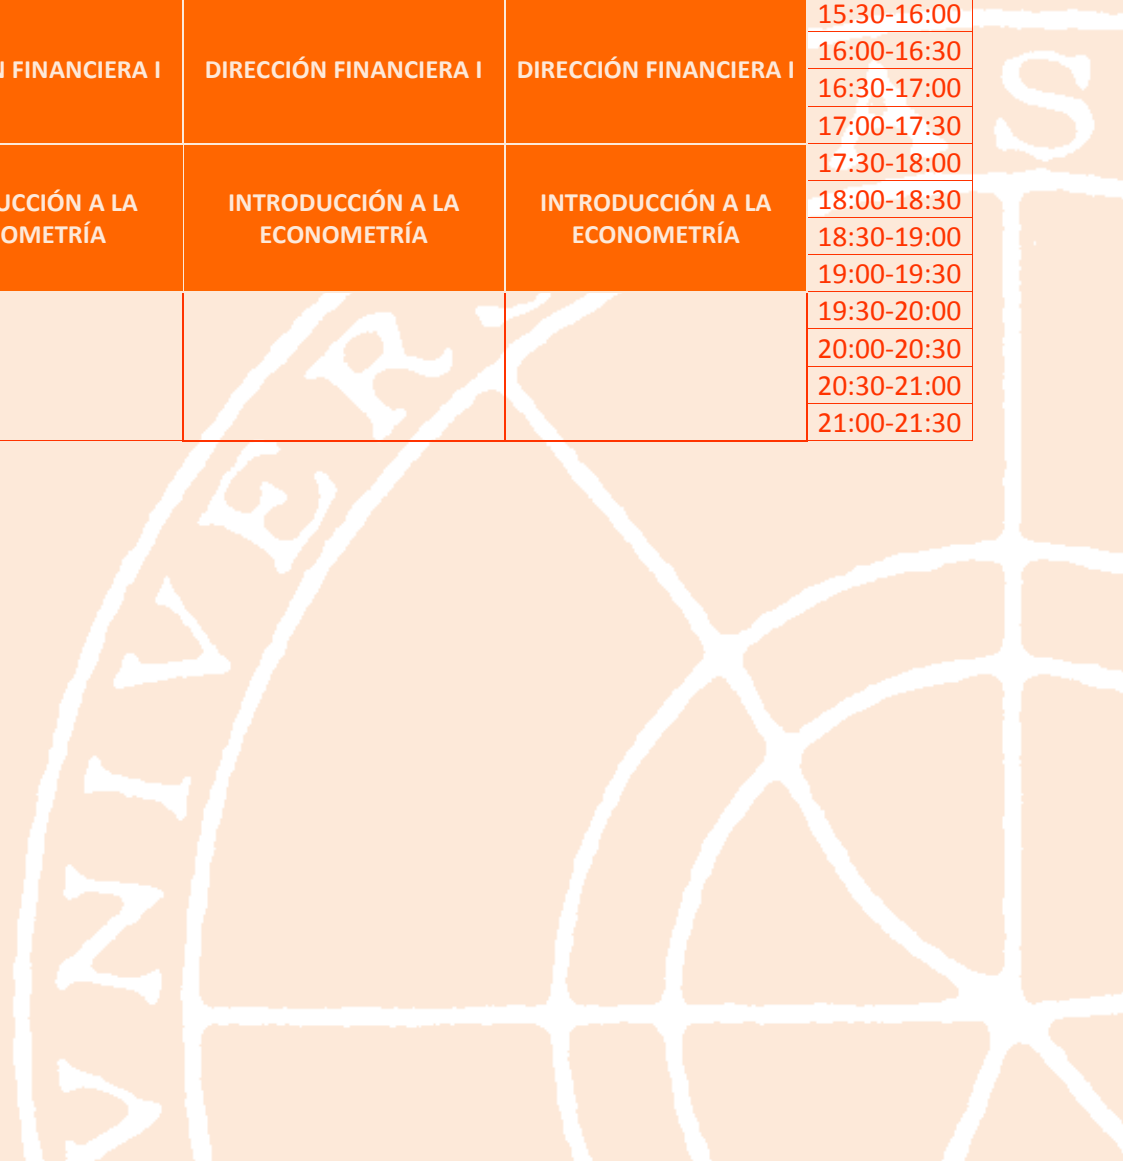 N FINANCIERA I
DIRECCIÓN FINANCIERA I
DIRECCIÓN FINANCIERA I
15:30-16:00
16:00-16:30
16:30-17:00
17:00-17:30
UCCIÓN A LA
OMETRÍA
INTRODUCCIÓN A LA
ECONOMETRÍA
INTRODUCCIÓN A LA
ECONOMETRÍA
17:30-18:00
18:00-18:30
18:30-19:00
19:00-19:30
19:30-20:00
20:00-20:30
20:30-21:00
21:00-21:30
VNIVERS
AS